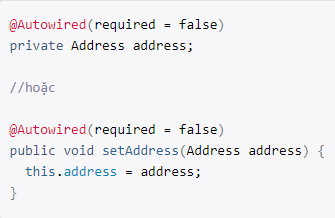 @Autowired(required = false)
private Address address;
//hoặc
@Autowired(required = false)
public void setAddress(Address address) {
this.address = address;
}